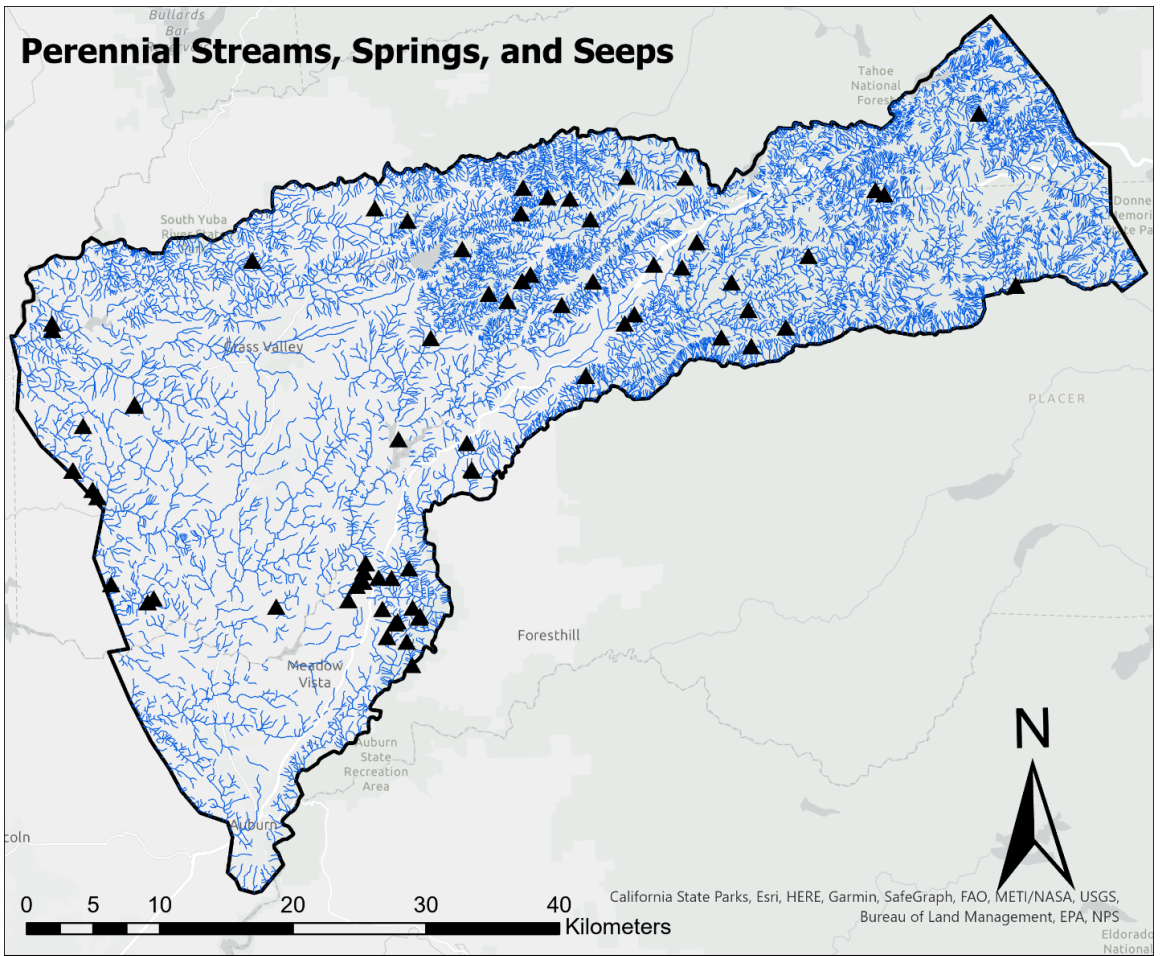 Bullards
Bar
Perennial Streams, Springs, and Seeps
Tahoe
National
Forest
South Yuba
River State
Donner
Memorial
State Pa
Grass Valley
PLACER
Foresthill
Meadow
Vista
N
Auburn
State
Recreation
Area
Auburn
coln
0 5 10 20 30 40
Kilometers
California State Parks, Esri, HERE, Garmin, SafeGraph, FAO, METI/NASA, USGS,
Bureau of Land Management, EPA, NPS
Eldorado
National